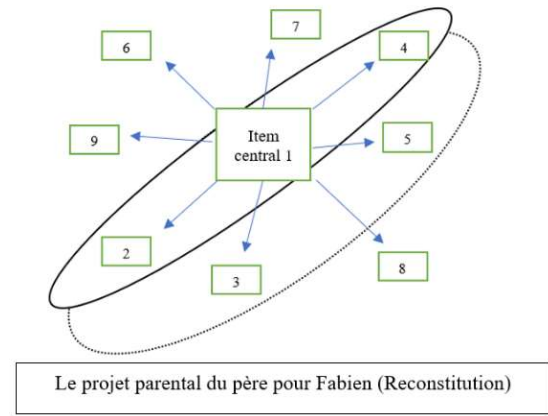 7
6
4
Item
central 1
9
5
2
3
8
Le projet parental du père pour Fabien (Reconstitution)